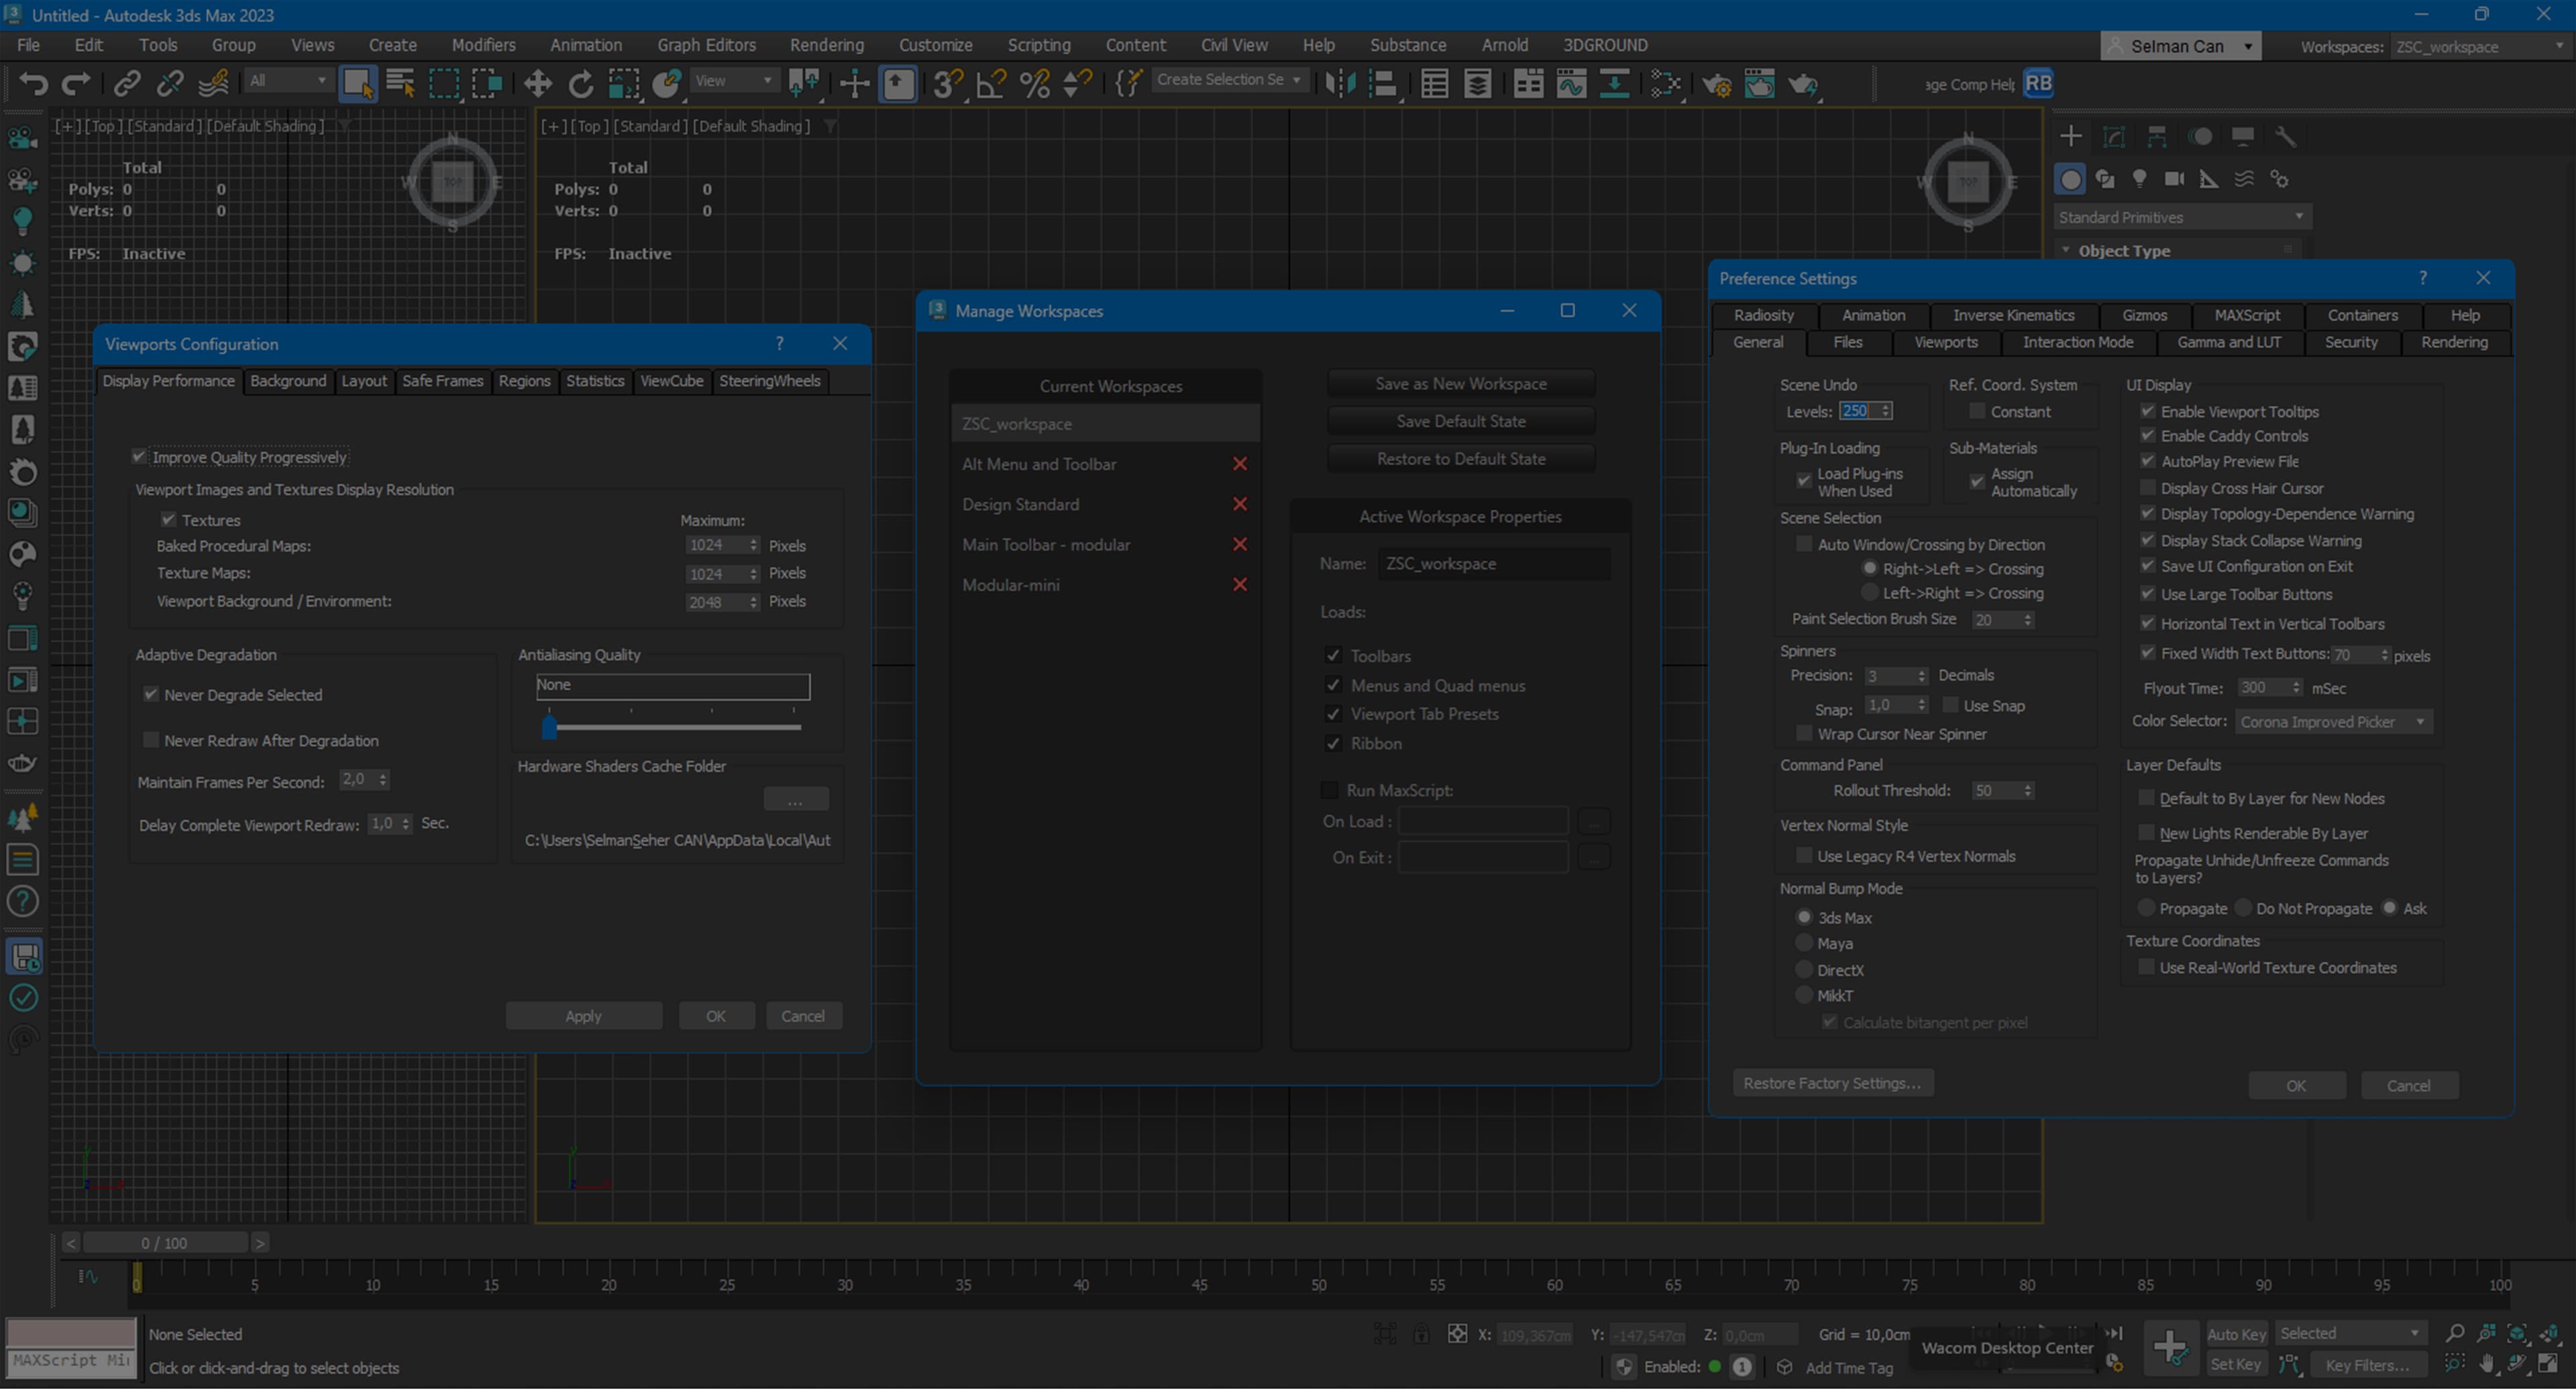 Untitled - Autodesk 3ds Max 2023
File Edit Tools Group Views Create Modifiers Animation Graph Editors Rendering Customize Scripting Content Civil View Help Substance Arnold 3DGROUND
Selman Can Workspaces: ZSC_workspace
All View Create Selection Se age Comp Help RB
[+] [Top] [Standard] [Default Shading]
Total
Polys: 0 0
Verts: 0 0
FPS: Inactive
N
W TOP E
S
[+] [Top] [Standard] [Default Shading]
Total
Polys: 0 0
Verts: 0 0
FPS: Inactive
N
W TOP E
S
Standard Primitives
Object Type
Viewports Configuration ?
Display Performance Background Layout Safe Frames Regions Statistics ViewCube SteeringWheels
Improve Quality Progressively
Viewport Images and Textures Display Resolution
Textures Maximum:
Baked Procedural Maps: 1024 Pixels
Texture Maps: 1024 Pixels
Viewport Background / Environment: 2048 Pixels
Adaptive Degradation
Never Degrade Selected
Never Redraw After Degradation
Maintain Frames Per Second: 2,0
Delay Complete Viewport Redraw: 1,0 Sec.
Antialiasing Quality
None
Hardware Shaders Cache Folder
...
C:\Users\SelmanSeher CAN\AppData\Local\Aut
Apply OK Cancel
Manage Workspaces
Current Workspaces
ZSC_workspace
Alt Menu and Toolbar
Design Standard
Main Toolbar - modular
Modular-mini
Save as New Workspace
Save Default State
Restore to Default State
Active Workspace Properties
Name: ZSC_workspace
Loads:
Toolbars
Menus and Quad menus
Viewport Tab Presets
Ribbon
Run MaxScript:
On Load : ...
On Exit : ...
Preference Settings ?
Radiosity Animation Inverse Kinematics Gizmos MAXScript Containers Help
General Files Viewports Interaction Mode Gamma and LUT Security Rendering
Scene Undo
Levels: 250
Ref. Coord. System
Constant
Plug-In Loading
Load Plug-ins
When Used
Sub-Materials
Assign
Automatically
Scene Selection
Auto Window/Crossing by Direction
Right->Left => Crossing
Left->Right => Crossing
Paint Selection Brush Size 20
Spinners
Precision: 3 Decimals
Snap: 1,0 Use Snap
Wrap Cursor Near Spinner
Command Panel
Rollout Threshold: 50
Vertex Normal Style
Use Legacy R4 Vertex Normals
Normal Bump Mode
3ds Max
Maya
DirectX
MikkT
Calculate bitangent per pixel
UI Display
Enable Viewport Tooltips
Enable Caddy Controls
AutoPlay Preview File
Display Cross Hair Cursor
Display Topology-Dependence Warning
Display Stack Collapse Warning
Save UI Configuration on Exit
Use Large Toolbar Buttons
Horizontal Text in Vertical Toolbars
Fixed Width Text Buttons: 70 pixels
Flyout Time: 300 mSec
Color Selector: Corona Improved Picker
Layer Defaults
Default to By Layer for New Nodes
New Lights Renderable By Layer
Propagate Unhide/Unfreeze Commands
to Layers?
Propagate Do Not Propagate Ask
Texture Coordinates
Use Real-World Texture Coordinates
Restore Factory Settings... OK Cancel
< 0 / 100 >
0 5 10 15 20 25 30 35 40 45 50 55 60 65 70 75 80 85 90 95 100
None Selected X: 109,367cm Y: -147,547cm Z: 0,0cm Grid = 10,0cm Auto Key Selected
Wacom Desktop Center
MAXScript Mi Click or click-and-drag to select objects Enabled: 1 Add Time Tag Set Key Key Filters...